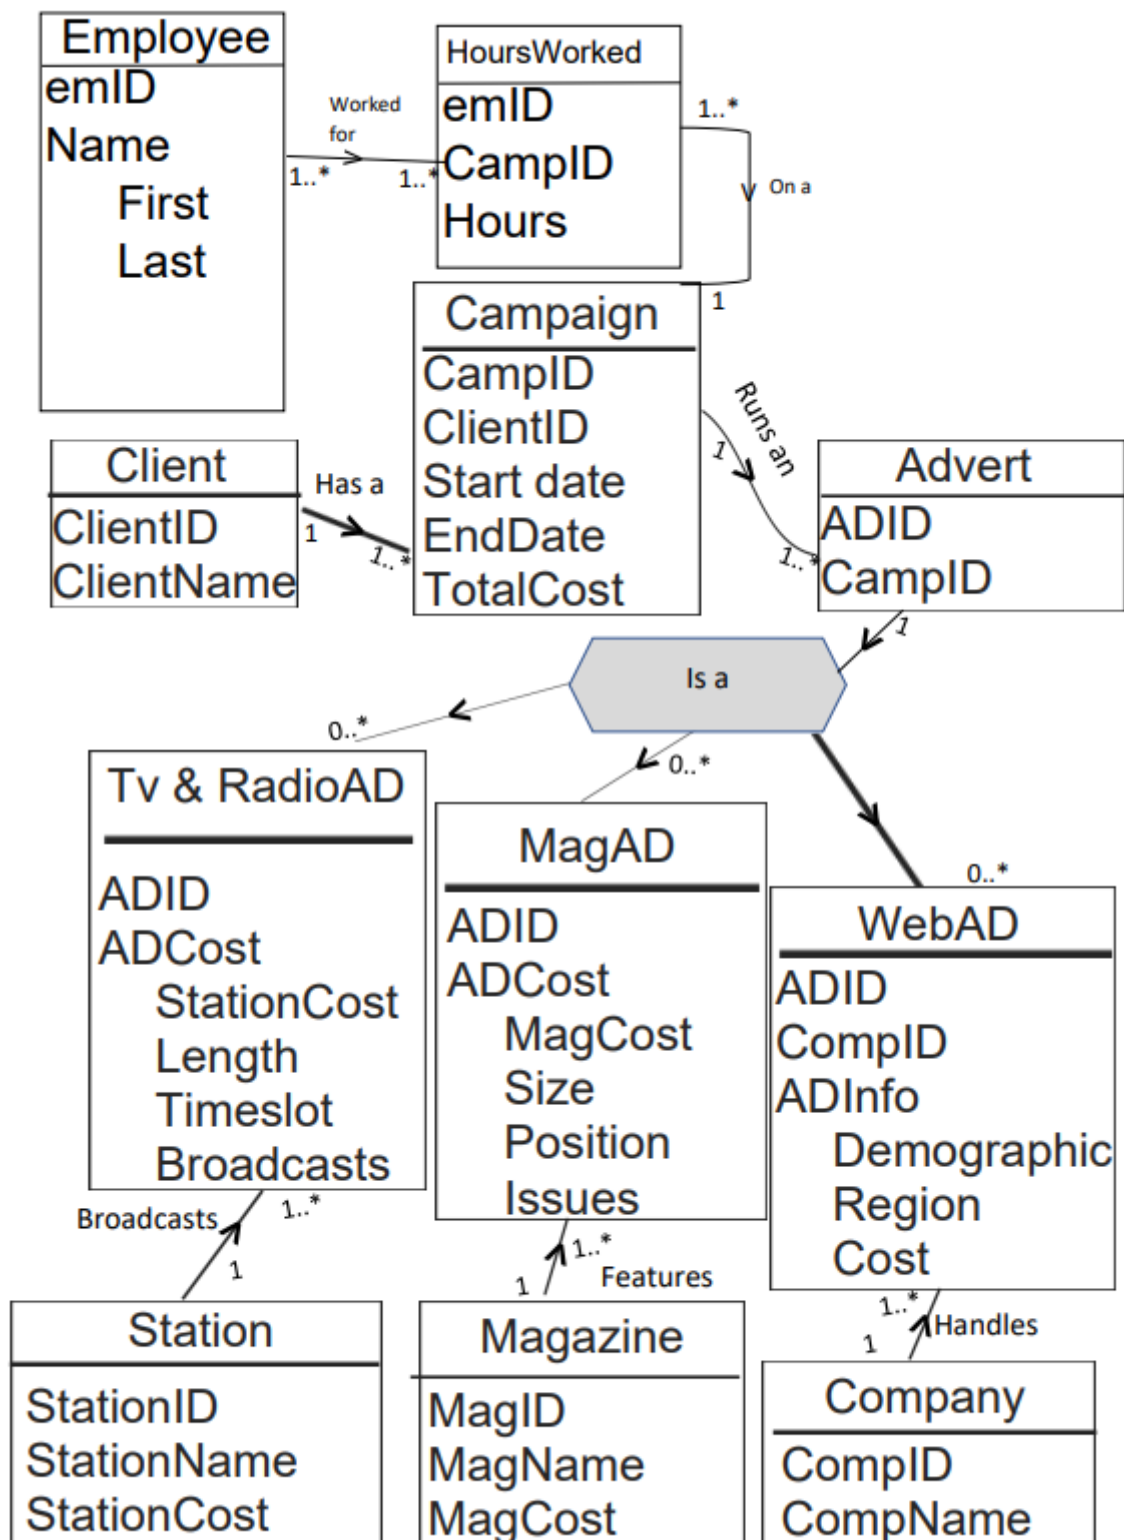 Employee
emID
Name
First
Last
Worked
for
1..*
1..*
HoursWorked
emID
CampID
Hours
1..*
On a
1
Campaign
CampID
ClientID
Start date
EndDate
TotalCost
Client
ClientID
ClientName
Has a
1
1..*
Runs an
1
1..*
Advert
ADID
CampID
1
Is a
0..*
0..*
0..*
Tv & RadioAD
ADID
ADCost
StationCost
Length
Timeslot
Broadcasts
MagAD
ADID
ADCost
MagCost
Size
Position
Issues
WebAD
ADID
CompID
ADInfo
Demographic
Region
Cost
Broadcasts
1..*
1
1..*
1
Features
1..*
1
Handles
Station
StationID
StationName
StationCost
Magazine
MagID
MagName
MagCost
Company
CompID
CompName